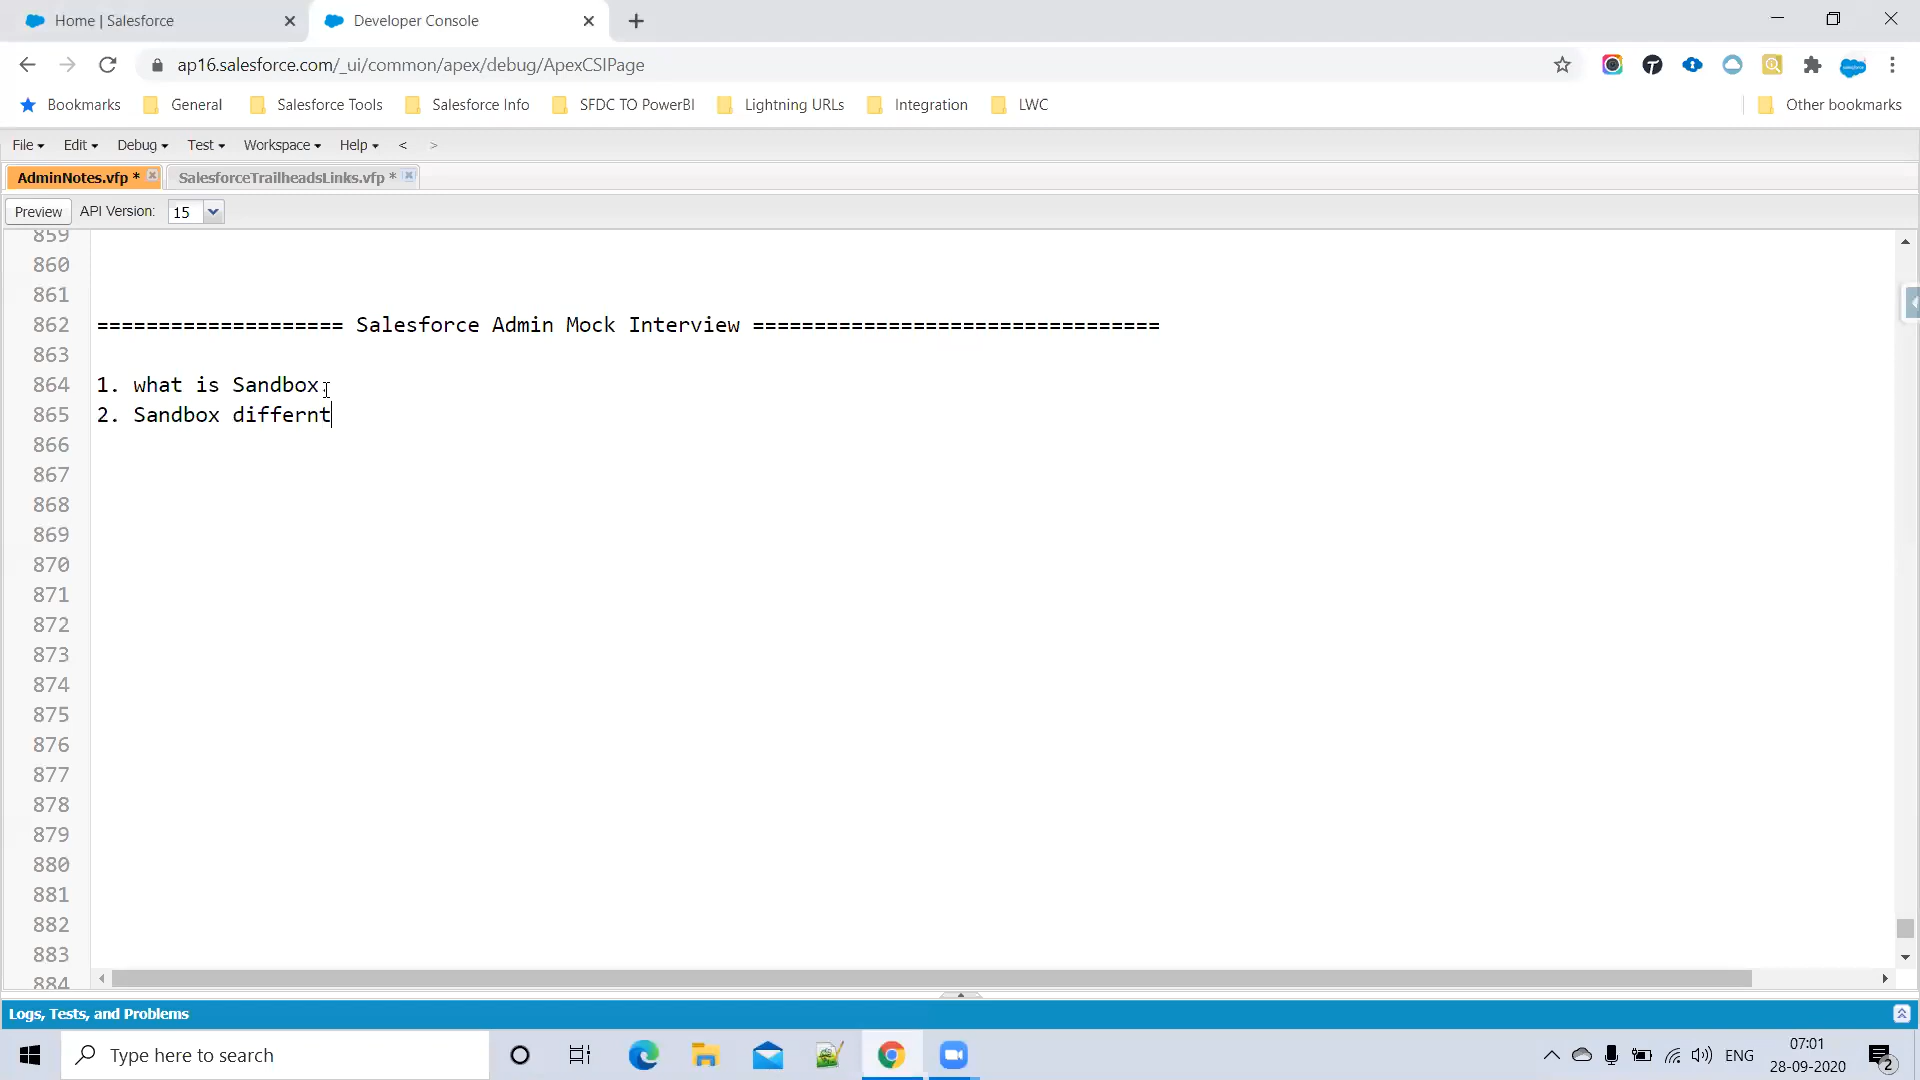 Home | Salesforce
Developer Console
ap16.salesforce.com/_ui/common/apex/debug/ApexCSIPage
Bookmarks General Salesforce Tools Salesforce Info SFDC TO PowerBI Lightning URLs Integration LWC Other bookmarks
File Edit Debug Test Workspace Help < >
AdminNotes.vfp * SalesforceTrailheadsLinks.vfp *
Preview API Version: 15
859
860
861
862 ==================== Salesforce Admin Mock Interview =================================
863
864 1. what is Sandbox
865 2. Sandbox differnt
866
867
868
869
870
871
872
873
874
875
876
877
878
879
880
881
882
883
884
Logs, Tests, and Problems
Type here to search
ENG
07:01
28-09-2020
2